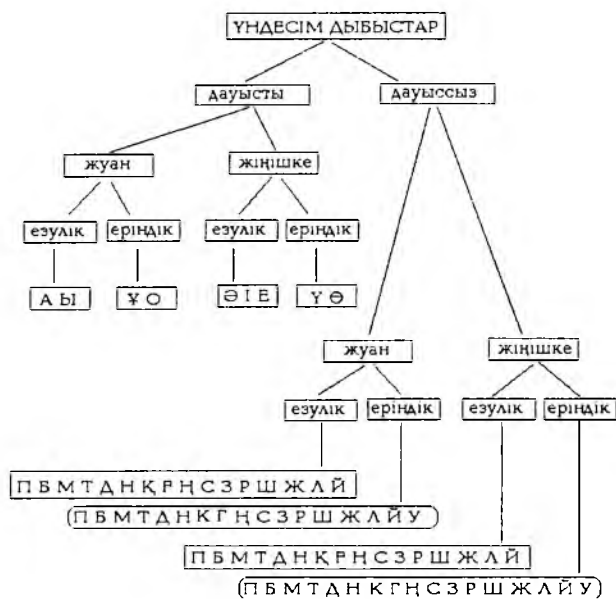 ҮНДЕСІМ ДЫБЫСТАР
дауысты дауыссыз
жуан жіңішке
езулік еріндік езулік еріндік
А Ы Ұ О Ә І Е Ү Ө
жуан жіңішке
езулік еріндік езулік еріндік
П Б М Т Д Н Қ Ғ Ң С З Р Ш Ж Л Й
П Б М Т Д Н К Г Ң С З Р Ш Ж Л Й У
П Б М Т Д Н Қ Ғ Ң С З Р Ш Ж Л Й
П Б М Т Д Н К Г Ң С З Р Ш Ж Л Й У